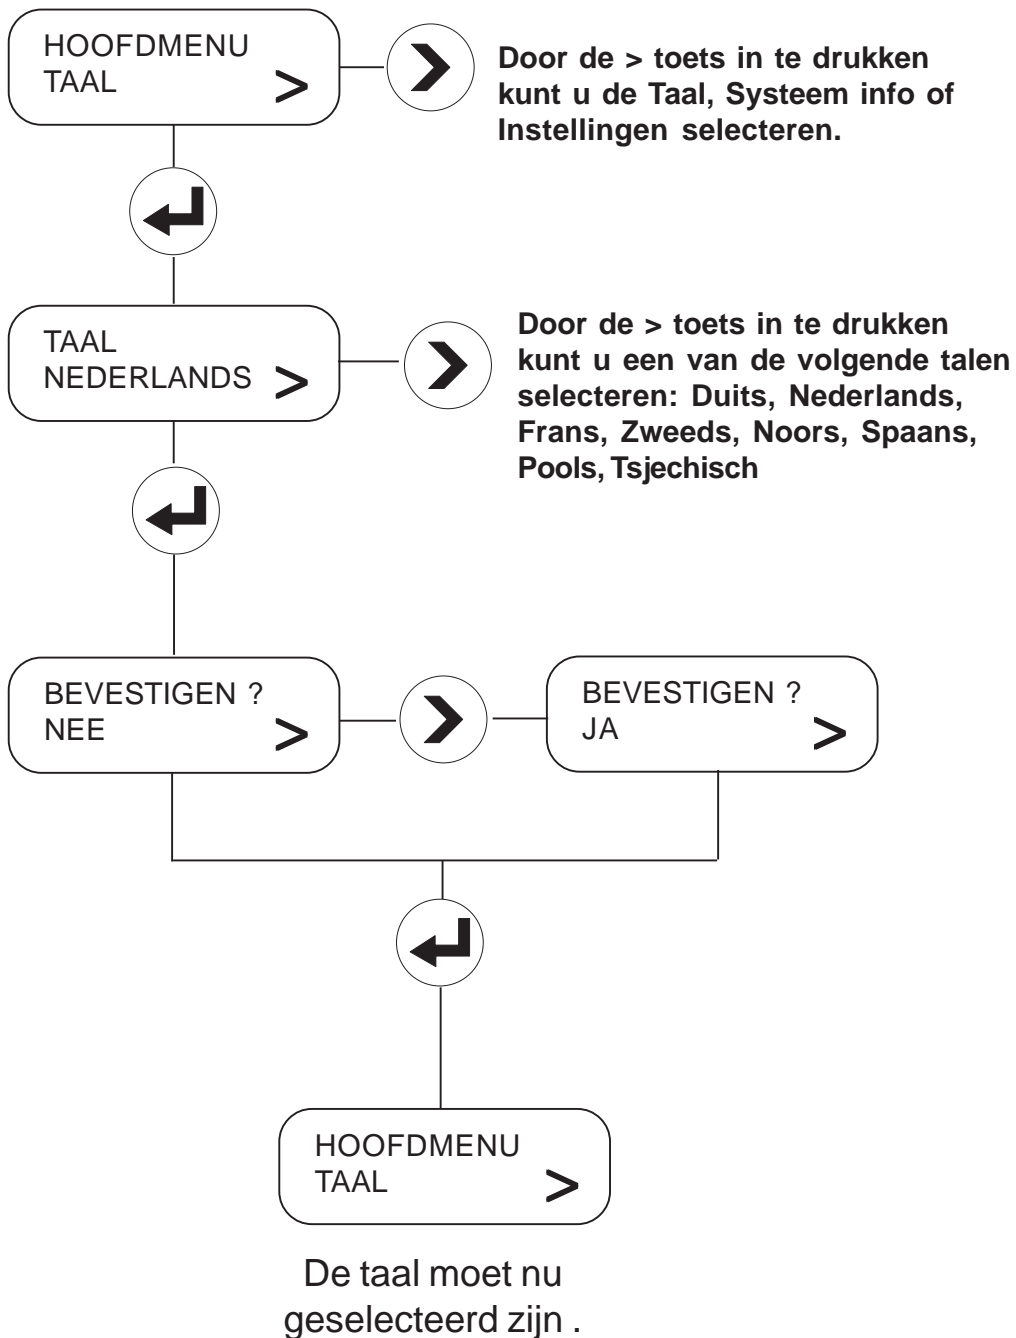 HOOFDMENU
TAAL >
Door de > toets in te drukken
kunt u de Taal, Systeem info of
Instellingen selecteren.
TAAL
NEDERLANDS >
Door de > toets in te drukken
kunt u een van de volgende talen
selecteren: Duits, Nederlands,
Frans, Zweeds, Noors, Spaans,
Pools, Tsjechisch
BEVESTIGEN ?
NEE >
BEVESTIGEN ?
JA >
HOOFDMENU
TAAL >
De taal moet nu
geselecteerd zijn .